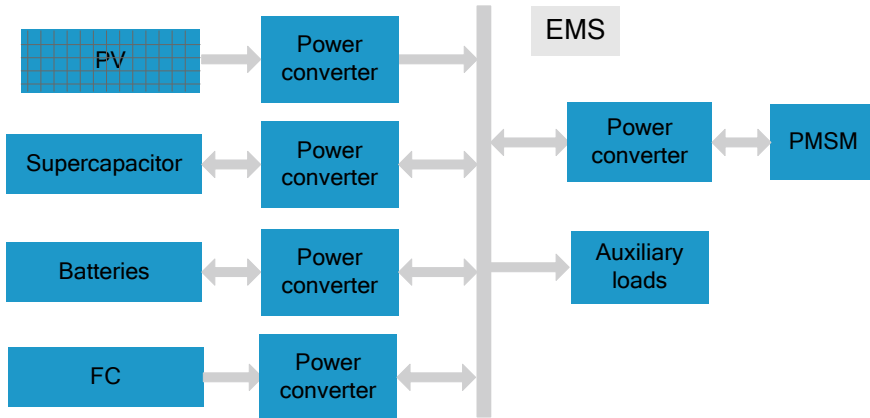 PV
Power
converter
EMS
Supercapacitor
Power
converter
Power
converter
PMSM
Batteries
Power
converter
Auxiliary
loads
FC
Power
converter